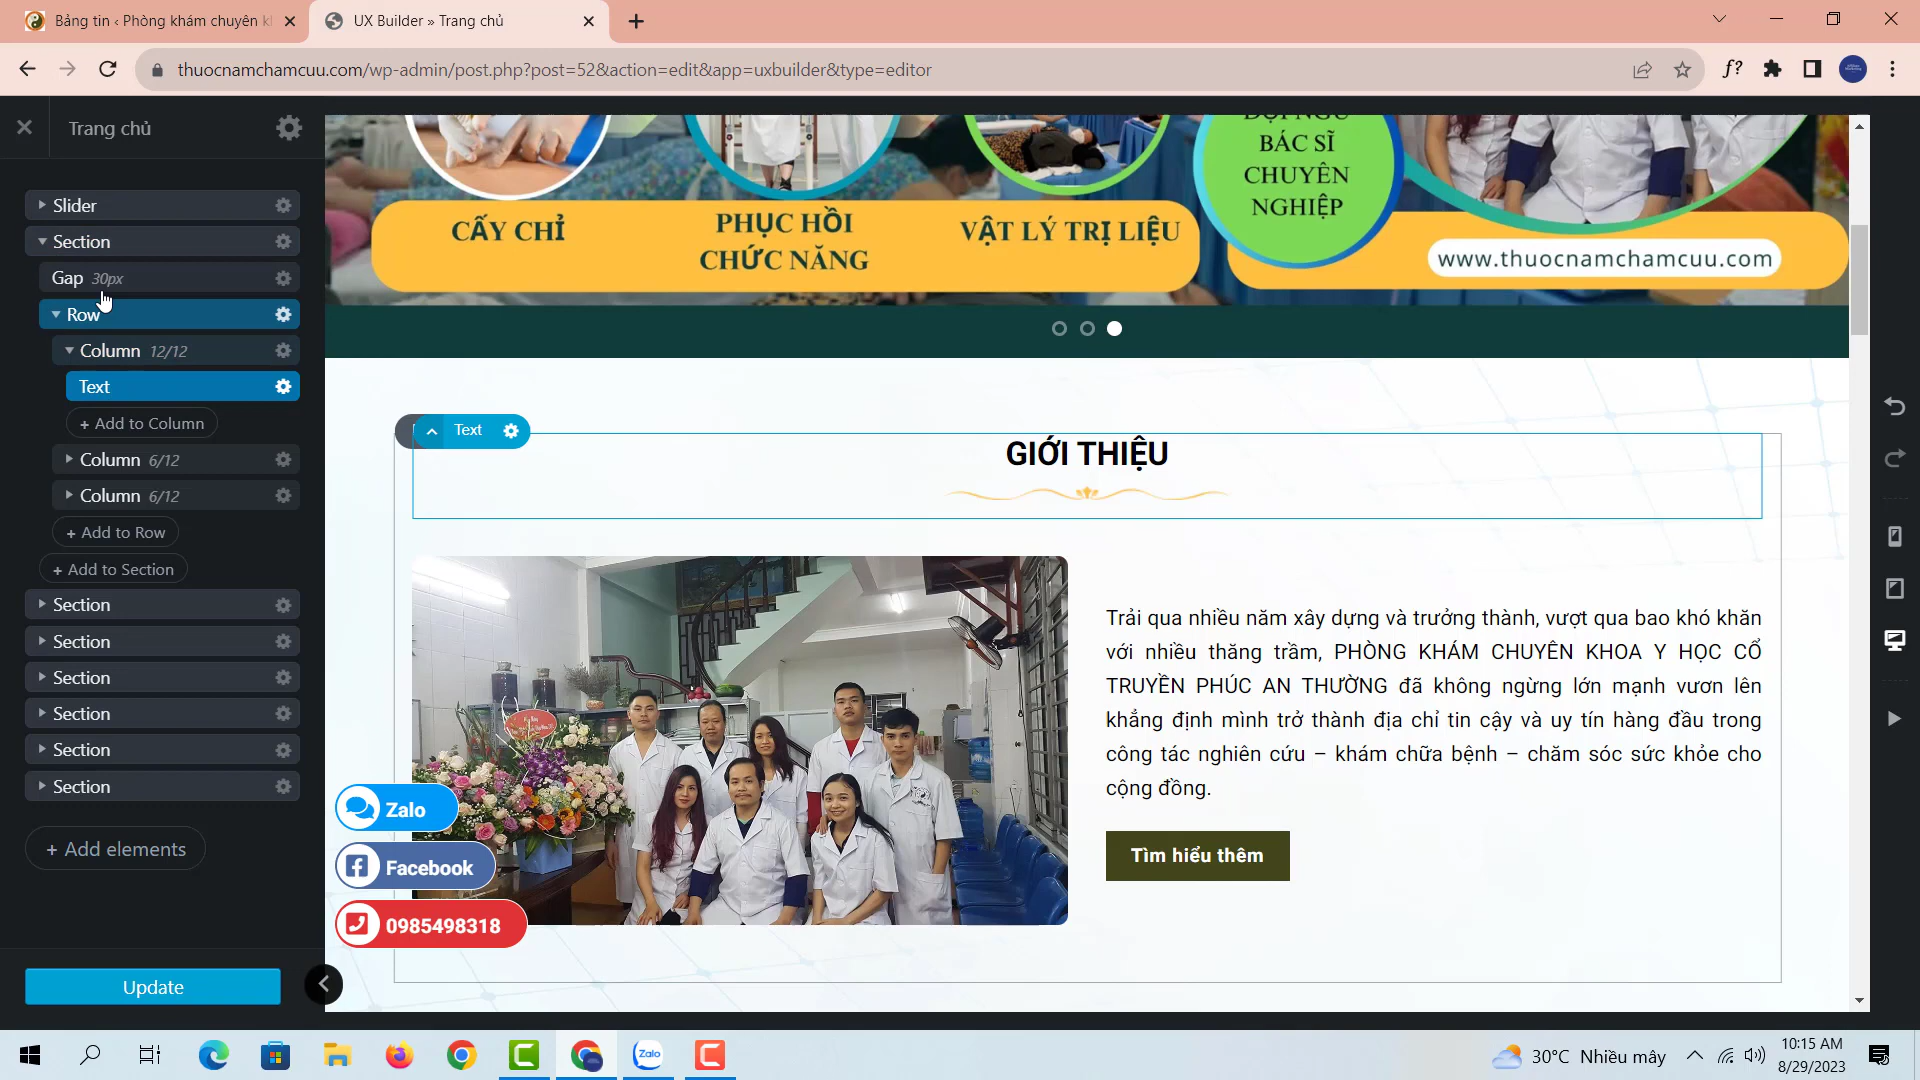 Bảng tin ‹ Phòng khám chuyên kh
UX Builder » Trang chủ
thuocnamchamcuu.com/wp-admin/post.php?post=52&action=edit&app=uxbuilder&type=editor
f?
Trang chủ
Slider
Section
Gap 30px
Row
Column 12/12
Text
+ Add to Column
Column 6/12
Column 6/12
+ Add to Row
+ Add to Section
Section
Section
Section
Section
Section
Section
+ Add elements
Update
CẤY CHỈ
PHỤC HỒI
CHỨC NĂNG
VẬT LÝ TRỊ LIỆU
ĐỘI NGŨ
BÁC SĨ
CHUYÊN
NGHIỆP
www.thuocnamchamcuu.com
Text
GIỚI THIỆU
Trải qua nhiều năm xây dựng và trưởng thành, vượt qua bao khó khăn
với nhiều thăng trầm, PHÒNG KHÁM CHUYÊN KHOA Y HỌC CỔ
TRUYỀN PHÚC AN THƯỜNG đã không ngừng lớn mạnh vươn lên
khẳng định mình trở thành địa chỉ tin cậy và uy tín hàng đầu trong
công tác nghiên cứu – khám chữa bệnh – chăm sóc sức khỏe cho
cộng đồng.
Tìm hiểu thêm
Zalo
Facebook
0985498318
Zalo
30°C Nhiều mây
10:15 AM
8/29/2023